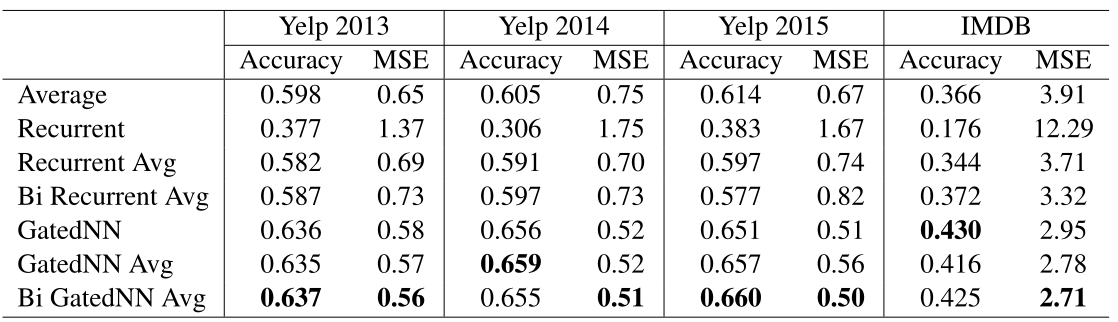 Yelp 2013 Yelp 2014 Yelp 2015 IMDB
Accuracy MSE Accuracy MSE Accuracy MSE Accuracy MSE
Average 0.598 0.65 0.605 0.75 0.614 0.67 0.366 3.91
Recurrent 0.377 1.37 0.306 1.75 0.383 1.67 0.176 12.29
Recurrent Avg 0.582 0.69 0.591 0.70 0.597 0.74 0.344 3.71
Bi Recurrent Avg 0.587 0.73 0.597 0.73 0.577 0.82 0.372 3.32
GatedNN 0.636 0.58 0.656 0.52 0.651 0.51 0.430 2.95
GatedNN Avg 0.635 0.57 0.659 0.52 0.657 0.56 0.416 2.78
Bi GatedNN Avg 0.637 0.56 0.655 0.51 0.660 0.50 0.425 2.71